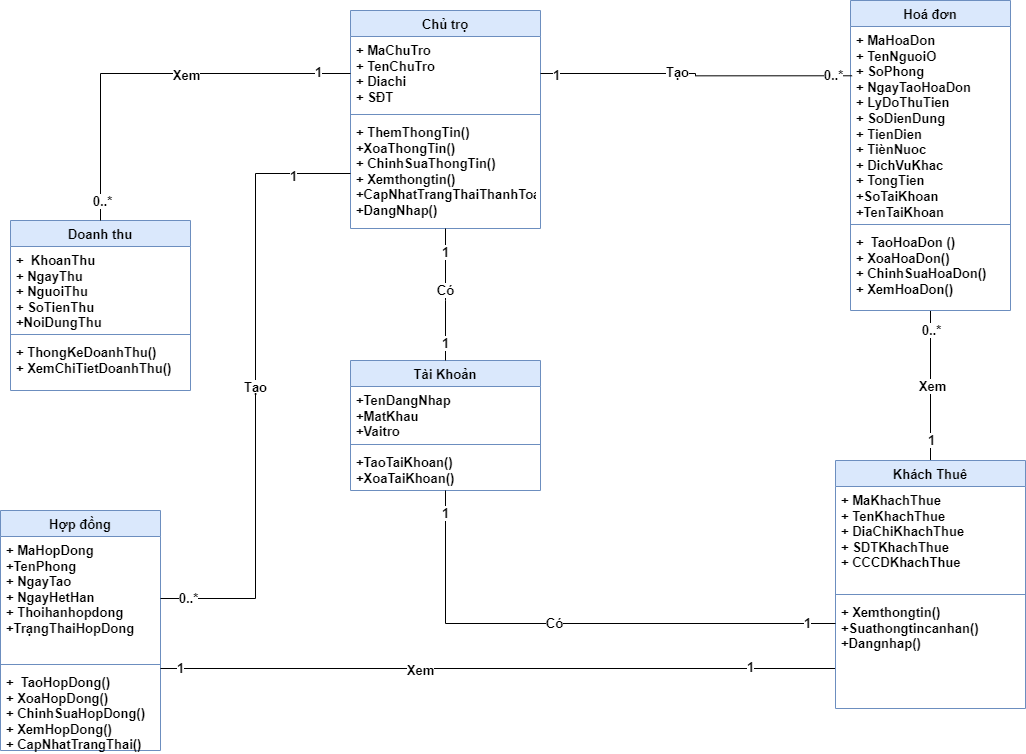 Chủ trọ
+ MaChuTro
+ TenChuTro
+ Diachi
+ SĐT
+ ThemThongTin()
+XoaThongTin()
+ ChinhSuaThongTin()
+ Xemthongtin()
+CapNhatTrangThaiThanhToa
+DangNhap()
Hoá đơn
+ MaHoaDon
+ TenNguoiO
+ SoPhong
+ NgayTaoHoaDon
+ LyDoThuTien
+ SoDienDung
+ TienDien
+ TiènNuoc
+ DichVuKhac
+ TongTien
+SoTaiKhoan
+TenTaiKhoan
+ TaoHoaDon ()
+ XoaHoaDon()
+ ChinhSuaHoaDon()
+ XemHoaDon()
Xem
1
0..*
1
Tạo
0..*
1
Tạo
0..*
Doanh thu
+ KhoanThu
+ NgayThu
+ NguoiThu
+ SoTienThu
+NoiDungThu
+ ThongKeDoanhThu()
+ XemChiTietDoanhThu()
1
Có
1
Tài Khoản
+TenDangNhap
+MatKhau
+Vaitro
+TaoTaiKhoan()
+XoaTaiKhoan()
0..*
Xem
1
Khách Thuê
+ MaKhachThue
+ TenKhachThue
+ DiaChiKhachThue
+ SDTKhachThue
+ CCCDKhachThue
+ Xemthongtin()
+Suathongtincanhan()
+Dangnhap()
1
Có
1
Hợp đồng
+ MaHopDong
+TenPhong
+ NgayTao
+ NgayHetHan
+ Thoihanhopdong
+TrạngThaiHopDong
+ TaoHopDong()
+ XoaHopDong()
+ ChinhSuaHopDong()
+ XemHopDong()
+ CapNhatTrangThai()
1
Xem
1